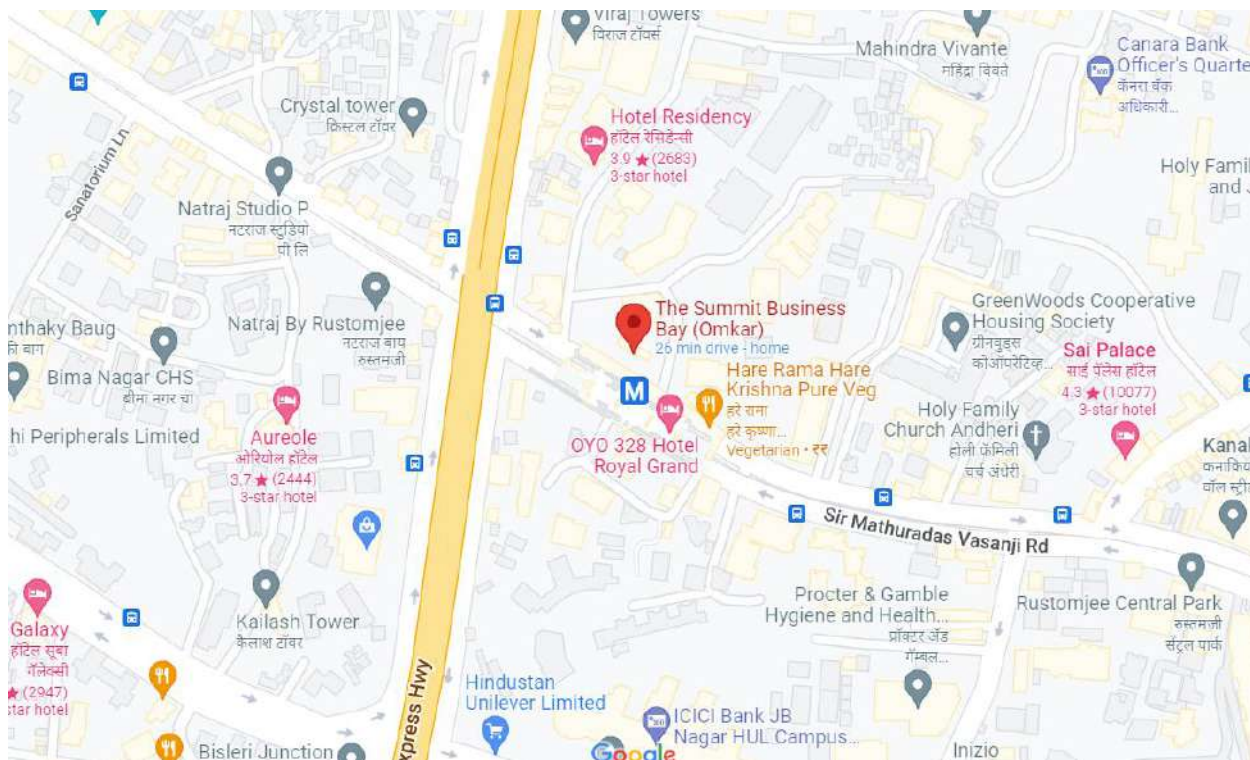 Viraj Towers
विराज टॉवर्स
Mahindra Vivante
महिंद्रा विवंते
Canara Bank
Officer's Quarte
कॅनरा बँक
अधिकारी...
Crystal tower
क्रिस्टल टॉवर
Hotel Residency
हॉटेल रेसिडेन्सी
3.9 ★ (2683)
3-star hotel
Sanatorium Ln
Holy Famil
and J
Natraj Studio P
नटराज स्टुडियो
पी लि
The Summit Business
Bay (Omkar)
26 min drive - home
GreenWoods Cooperative
Housing Society
ग्रीनवुडस
कोऑपरेटिव्ह...
Natraj By Rustomjee
नटराज बाय
रुस्तमजी
mthaky Baug
की बाग
Bima Nagar CHS
बीमा नगर चा
Sai Palace
साई पॅलेस हॉटेल
4.3 ★ (10077)
3-star hotel
M
Hare Rama Hare
Krishna Pure Veg
हरे रामा
हरे कृष्णा...
Vegetarian • ₹₹
Holy Family
Church Andheri
होली फॅमिली
चर्च अंधेरी
hi Peripherals Limited
Aureole
ओरियोल हॉटेल
3.7 ★ (2444)
3-star hotel
OYO 328 Hotel
Royal Grand
Kanal
कनाकिय
वॉल स्ट्री
Sir Mathuradas Vasanji Rd
Procter & Gamble
Hygiene and Health...
प्रॉक्टर अँड
गॅम्बल...
Rustomjee Central Park
रुस्तमजी
सेंट्रल पार्क
Kailash Tower
कैलाश टॉवर
Galaxy
हॉटेल सूबा
गॅलेक्सी
★ (2947)
star hotel
xpress Hwy
Hindustan
Unilever Limited
ICICI Bank JB
Nagar HUL Campus...
Bisleri Junction
Google
Inizio